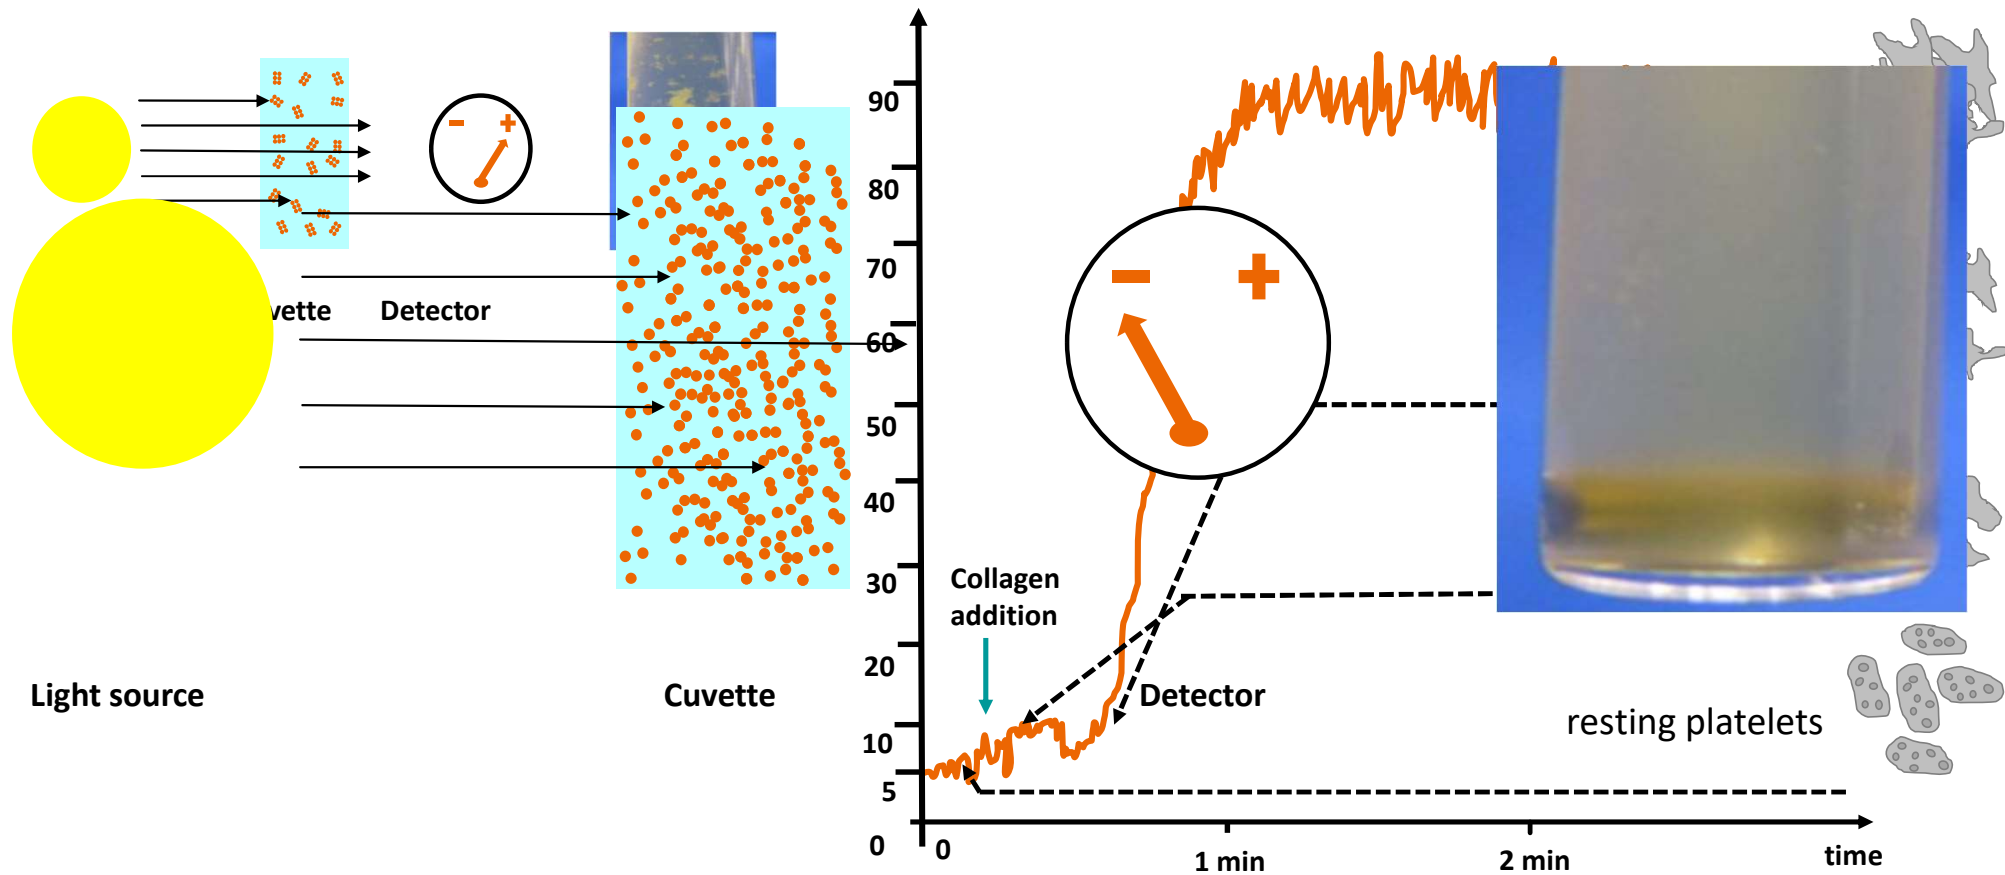 90
80
70
60
50
40
30
20
10
5
0
0
1 min
2 min
time
vette
Detector
Collagen
addition
Light source
Cuvette
Detector
resting platelets